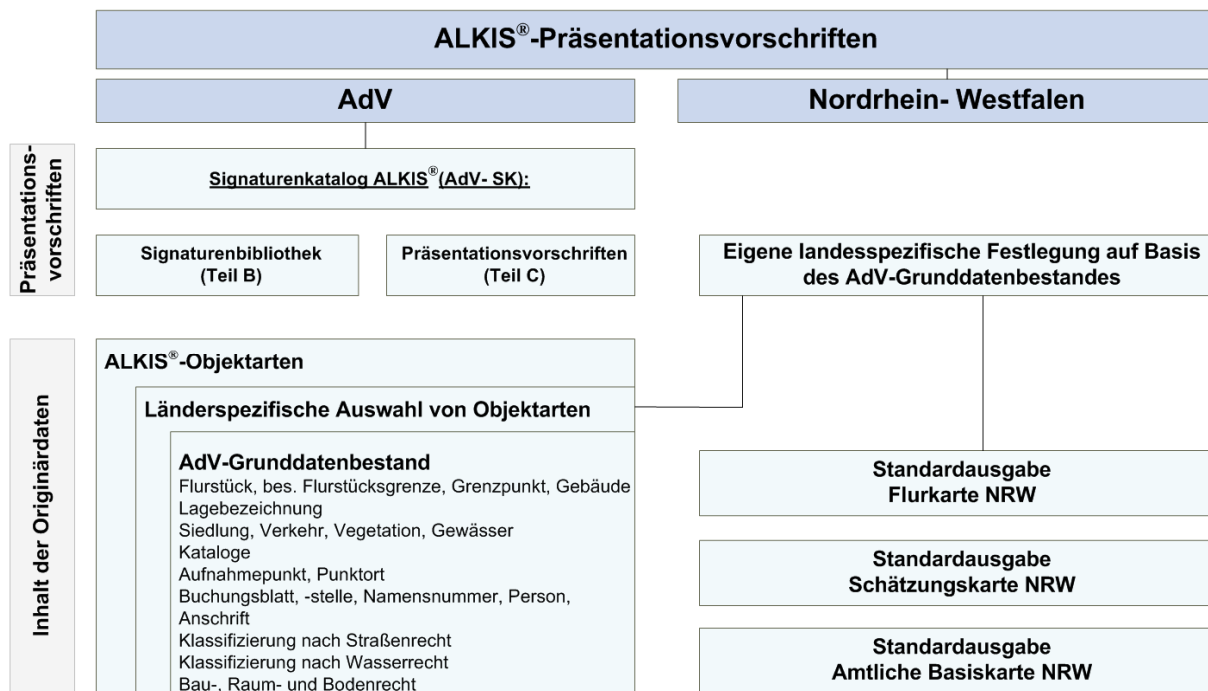 ALKIS®-Präsentationsvorschriften
AdV
Nordrhein- Westfalen
Präsentations-
vorschriften
Signaturenkatalog ALKIS®(AdV- SK):
Signaturenbibliothek
(Teil B)
Präsentationsvorschriften
(Teil C)
Eigene landesspezifische Festlegung auf Basis
des AdV-Grunddatenbestandes
Inhalt der Originärdaten
ALKIS®-Objektarten
Länderspezifische Auswahl von Objektarten
AdV-Grunddatenbestand
Flurstück, bes. Flurstücksgrenze, Grenzpunkt, Gebäude
Lagebezeichnung
Siedlung, Verkehr, Vegetation, Gewässer
Kataloge
Aufnahmepunkt, Punktort
Buchungsblatt, -stelle, Namensnummer, Person,
Anschrift
Klassifizierung nach Straßenrecht
Klassifizierung nach Wasserrecht
Bau-, Raum- und Bodenrecht
Standardausgabe
Flurkarte NRW
Standardausgabe
Schätzungskarte NRW
Standardausgabe
Amtliche Basiskarte NRW